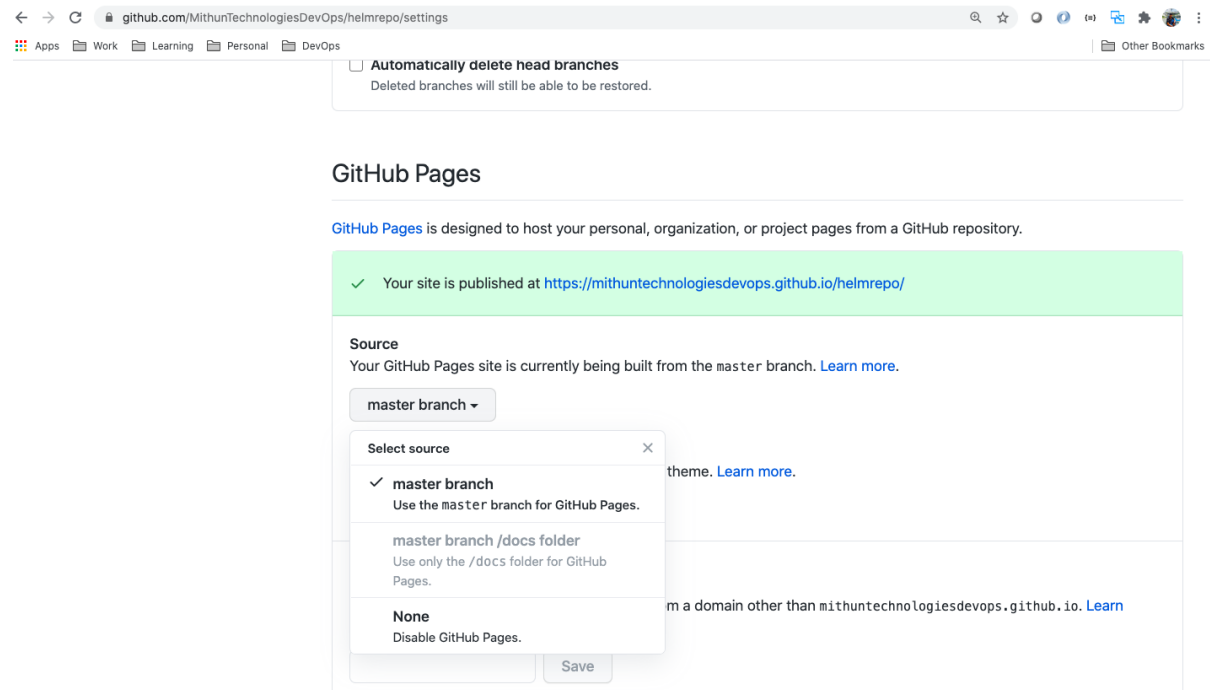 github.com/MithunTechnologiesDevOps/helmrepo/settings
Apps Work Learning Personal DevOps Other Bookmarks
Automatically delete head branches
Deleted branches will still be able to be restored.
GitHub Pages
GitHub Pages is designed to host your personal, organization, or project pages from a GitHub repository.
Your site is published at https://mithuntechnologiesdevops.github.io/helmrepo/
Source
Your GitHub Pages site is currently being built from the master branch. Learn more.
master branch
Select source
theme. Learn more.
master branch
Use the master branch for GitHub Pages.
master branch /docs folder
Use only the /docs folder for GitHub
Pages.
m a domain other than mithuntechnologiesdevops.github.io. Learn
None
Disable GitHub Pages.
Save